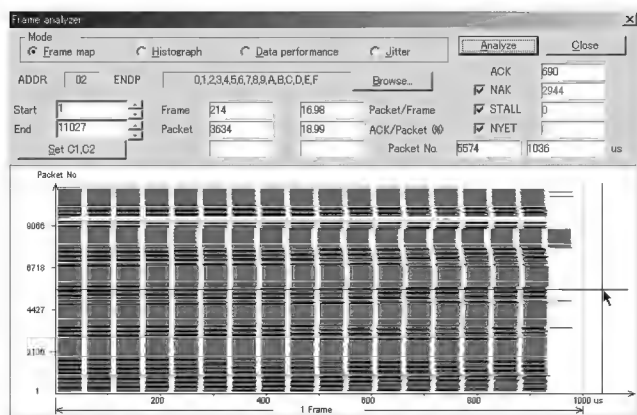 Frame analyzer
Mode
Frame map Histograph Data performance Jitter
Analyze Close
ADDR 02 ENDP 0,1,2,3,4,5,6,7,8,9,A,B,C,D,E,F Browse...
ACK 690
NAK 2944
Start 1 Frame 214 16.98 Packet/Frame STALL 0
End 11027 Packet 3634 18.99 ACK/Packet (%) NYET
Set C1,C2 Packet No. 5574 1036 us
Packet No
9066
6718
4427
1
200 400 600 800 1000 us
1 Frame